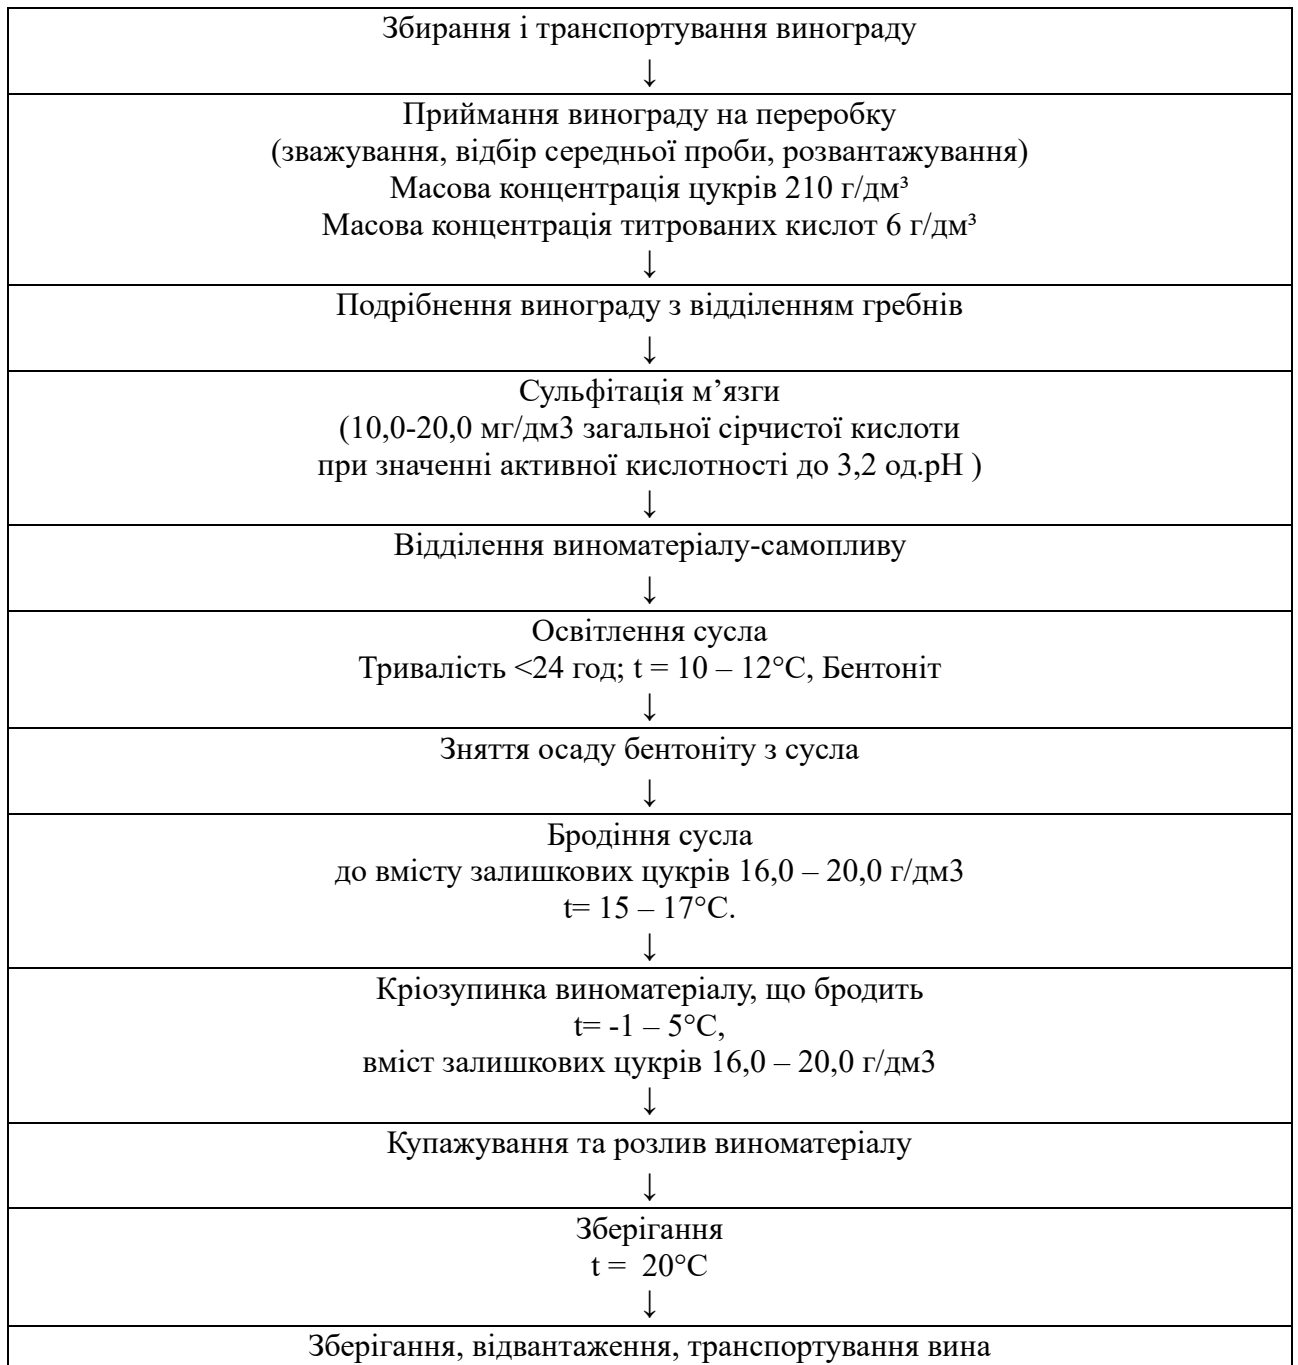 Збирання і транспортування винограду
↓
Приймання винограду на переробку
(зважування, відбір середньої проби, розвантажування)
Масова концентрація цукрів 210 г/дм³
Масова концентрація титрованих кислот 6 г/дм³
↓
Подрібнення винограду з відділенням гребнів
↓
Сульфітація м’язги
(10,0-20,0 мг/дм3 загальної сірчистої кислоти
при значенні активної кислотності до 3,2 од.рН )
↓
Відділення виноматеріалу-самопливу
↓
Освітлення сусла
Тривалість <24 год; t = 10 – 12°С, Бентоніт
↓
Зняття осаду бентоніту з сусла
↓
Бродіння сусла
до вмісту залишкових цукрів 16,0 – 20,0 г/дм3
t= 15 – 17°С.
↓
Кріозупинка виноматеріалу, що бродить
t= -1 – 5°С,
вміст залишкових цукрів 16,0 – 20,0 г/дм3
↓
Купажування та розлив виноматеріалу
↓
Зберігання
t = 20°С
↓
Зберігання, відвантаження, транспортування вина